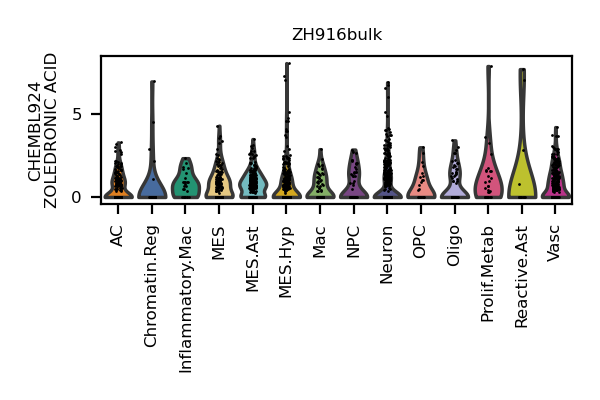 ZH916bulk
CHEMBL924
ZOLEDRONIC ACID
5
0
AC
Chromatin.Reg
Inflammatory.Mac
MES
MES.Ast
MES.Hyp
Mac
NPC
Neuron
OPC
Oligo
Prolif.Metab
Reactive.Ast
Vasc